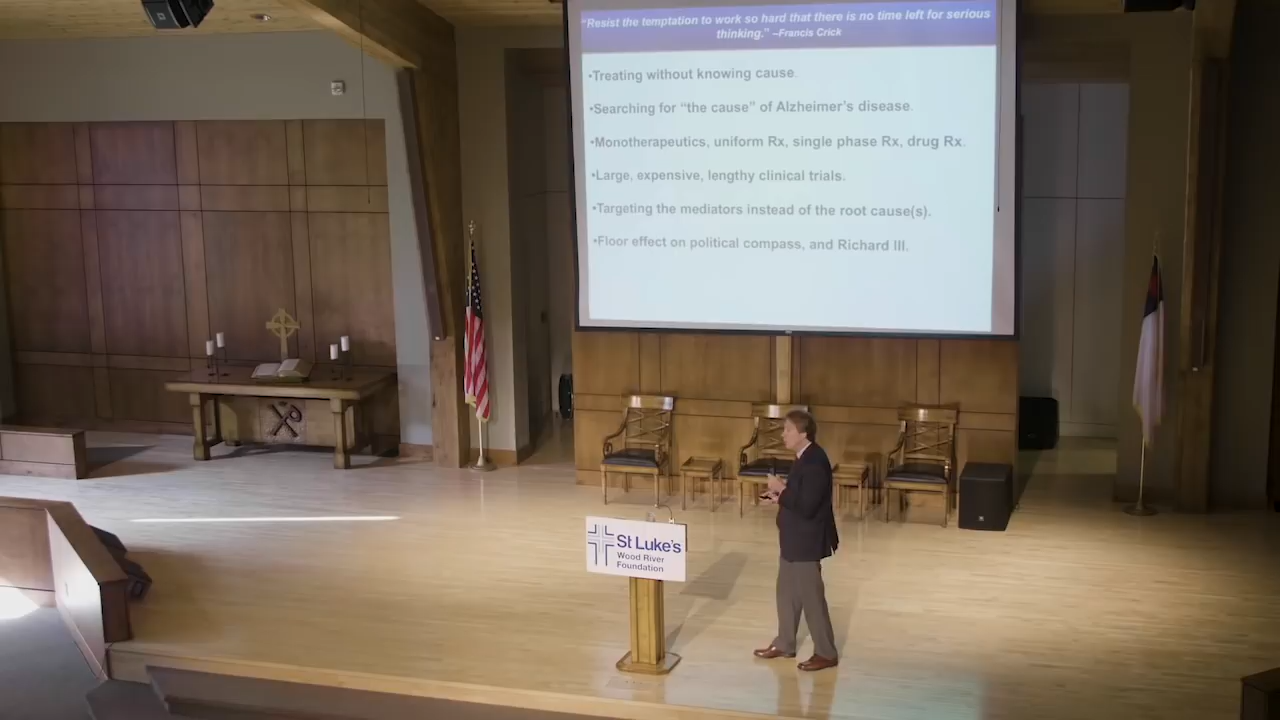 "Resist the temptation to work so hard that there is no time left for serious
thinking." –Francis Crick
•Treating without knowing cause.
•Searching for "the cause" of Alzheimer's disease.
•Monotherapeutics, uniform Rx, single phase Rx, drug Rx.
•Large, expensive, lengthy clinical trials.
•Targeting the mediators instead of the root cause(s).
•Floor effect on political compass, and Richard III.
St Luke's
Wood River
Foundation